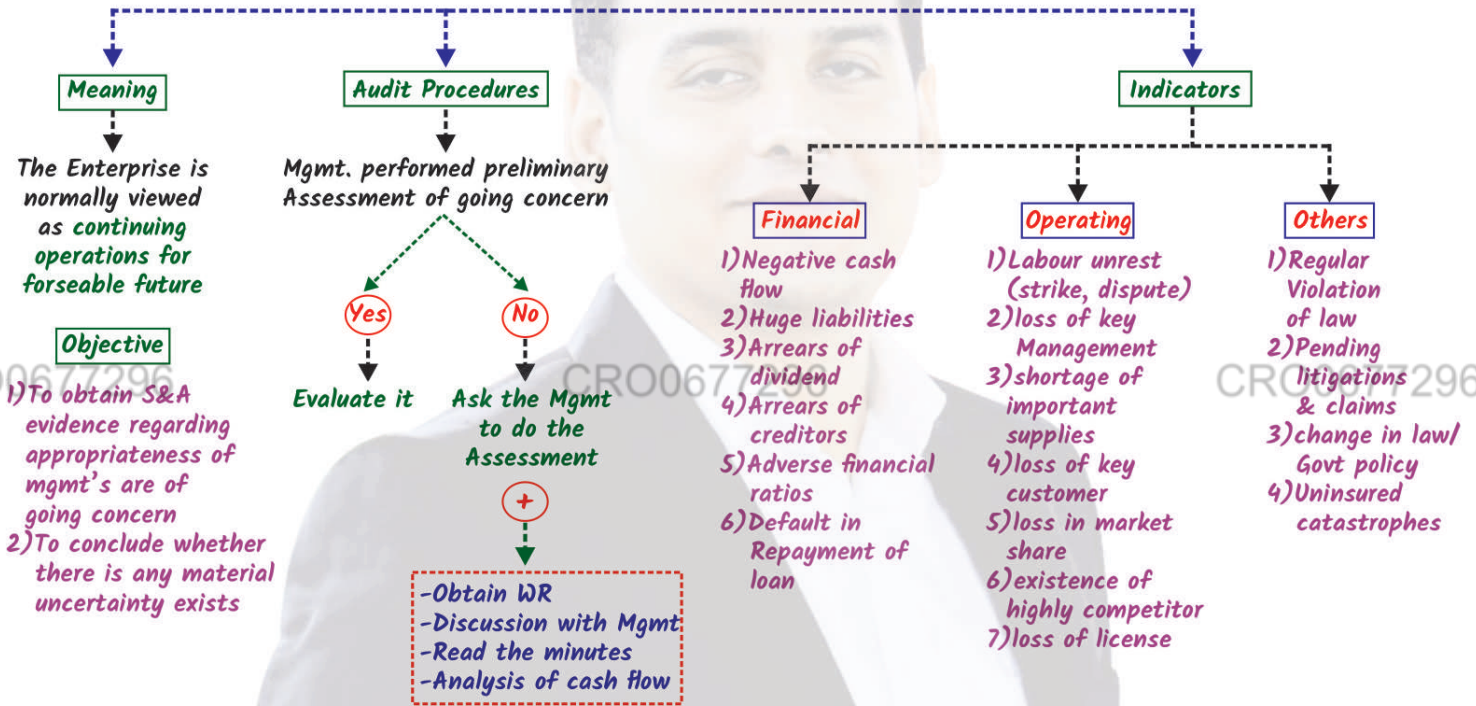 Meaning
The Enterprise is
normally viewed
as continuing
operations for
forseable future
Objective
1)To obtain S&A
evidence regarding
appropriateness of
mgmt's are of
going concern
2)To conclude whether
there is any material
uncertainty exists
Audit Procedures
Mgmt. performed preliminary
Assessment of going concern
Yes
Evaluate it
No
Ask the Mgmt
to do the
Assessment
+
-Obtain WR
-Discussion with Mgmt
-Read the minutes
-Analysis of cash flow
Indicators
Financial
1)Negative cash
flow
2)Huge liabilities
3)Arrears of
dividend
4)Arrears of
creditors
5)Adverse financial
ratios
6)Default in
Repayment of
loan
Operating
1)Labour unrest
(strike, dispute)
2)loss of key
Management
3)shortage of
important
supplies
4)loss of key
customer
5)loss in market
share
6)existence of
highly competitor
7)loss of license
Others
1)Regular
Violation
of law
2)Pending
litigations
& claims
3)change in law/
Govt policy
4)Uninsured
catastrophes
O0677296
CRO0677296
CRO0677296